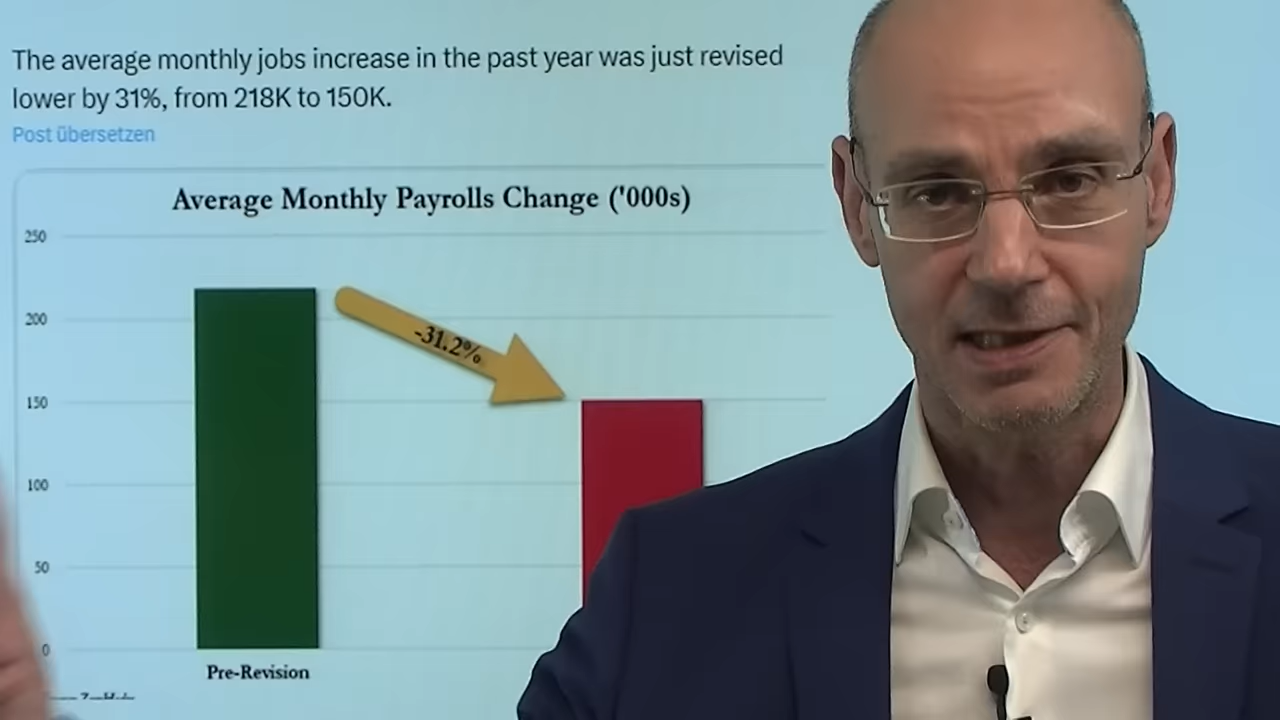 The average monthly jobs increase in the past year was just revised
lower by 31%, from 218K to 150K.
Post übersetzen
Average Monthly Payrolls Change ('000s)
250
200
-31.2%
150
100
50
0
Pre-Revision